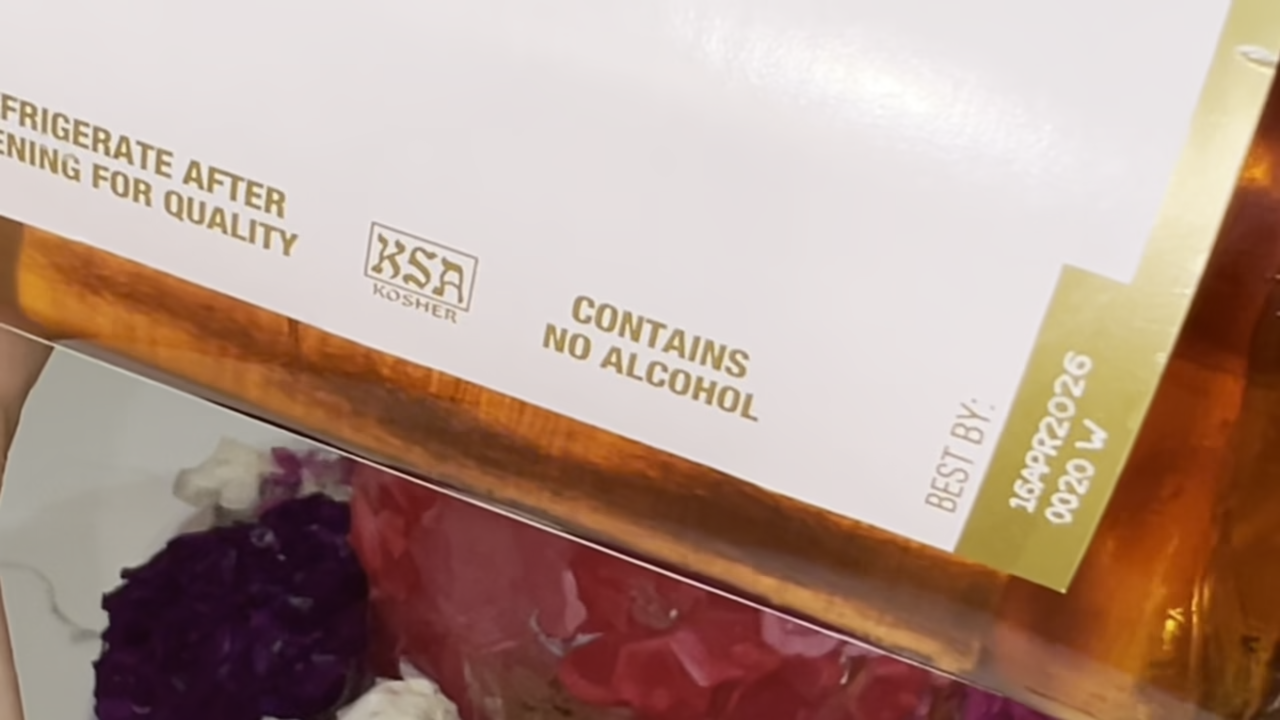 FRIGERATE AFTER
ENING FOR QUALITY
KSA
KOSHER
CONTAINS
NO ALCOHOL
BEST BY:
16APR2026
0020 W